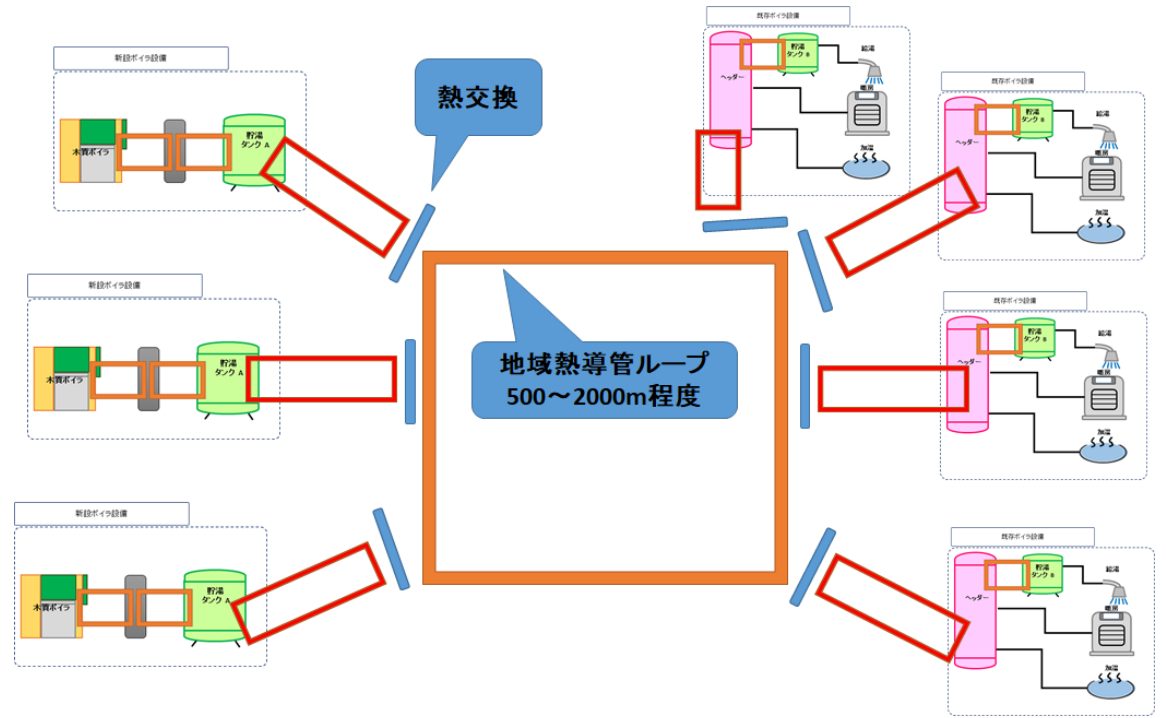 新設ボイラ設備
木質ボイラ
貯湯
タンク A
熱交換
既存ボイラ設備
ヘッダー
貯湯
タンク B
給湯
暖房
加温
既存ボイラ設備
ヘッダー
貯湯
タンク B
給湯
暖房
加温
新設ボイラ設備
木質ボイラ
貯湯
タンク A
地域熱導管ループ
500～2000m程度
既存ボイラ設備
ヘッダー
貯湯
タンク B
給湯
暖房
加温
新設ボイラ設備
木質ボイラ
貯湯
タンク A
既存ボイラ設備
ヘッダー
貯湯
タンク B
給湯
暖房
加温